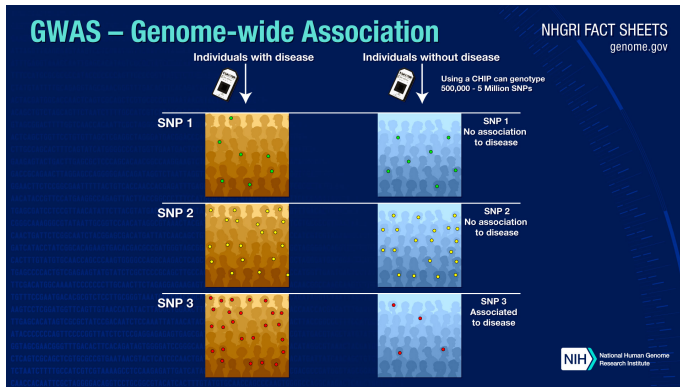 GWAS – Genome-wide Association
NHGRI FACT SHEETS
genome.gov
Individuals with disease
Individuals without disease
Using a CHIP can genotype
500,000 - 5 Million SNPs
SNP 1
SNP 1
No association
to disease
SNP 2
SNP 2
No association
to disease
SNP 3
SNP 3
Associated
to disease
NIH
National Human Genome
Research Institute